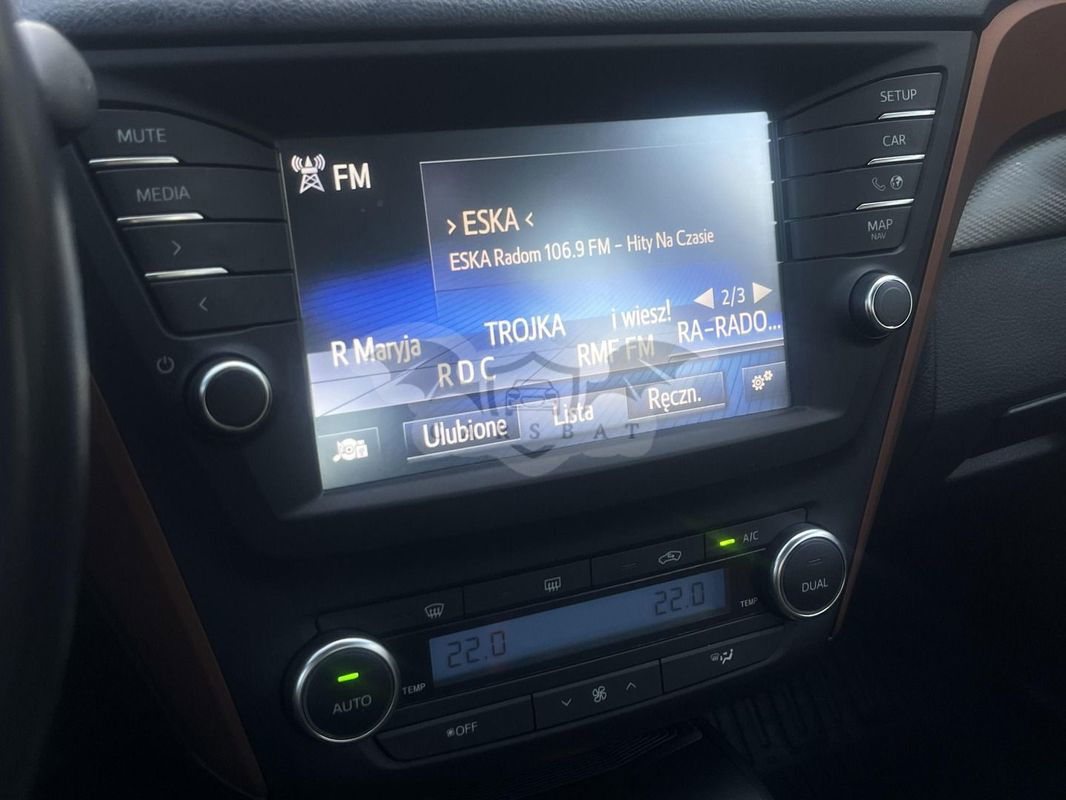 MUTE
MEDIA
SETUP
CAR
MAP
NAV
FM
› ESKA ‹
ESKA Radom 106.9 FM - Hity Na Czasie
2/3
R Maryja
TROJKA
i wiesz!
R D C
RMF FM
RA-RADO...
Ulubione
Lista
Ręczn.
SBAT
A/C
22.0
22.0
TEMP
DUAL
AUTO
TEMP
OFF